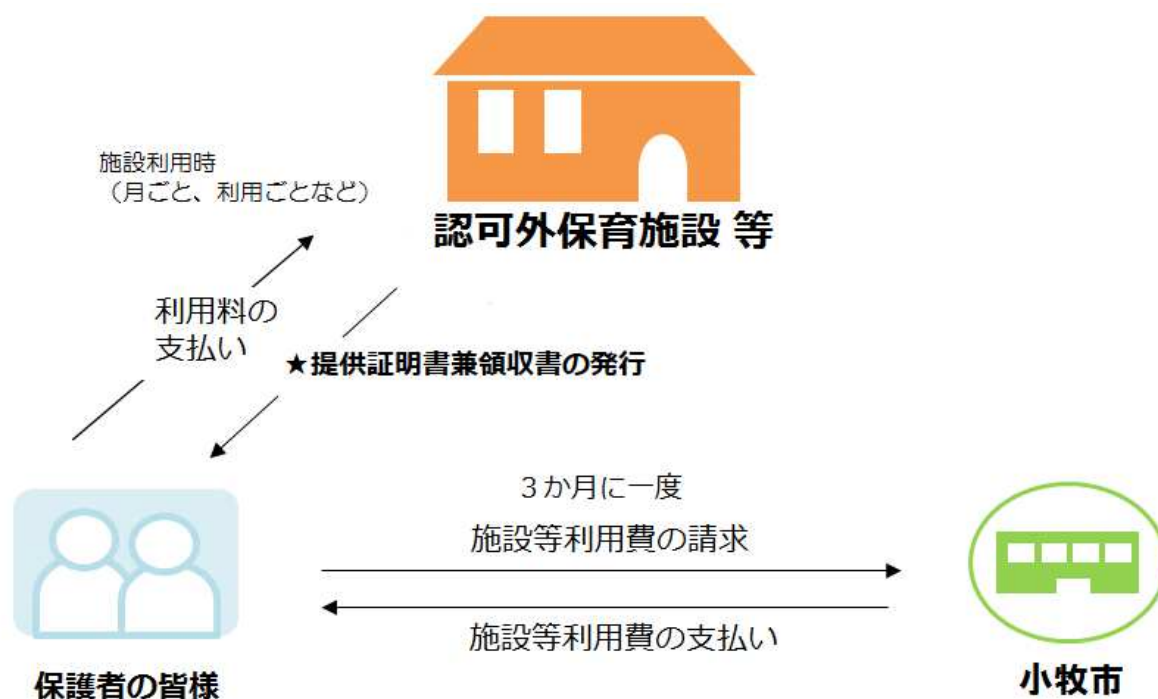 施設利用時
（月ごと、利用ごとなど）
認可外保育施設 等
利用料の
支払い
★提供証明書兼領収書の発行
３か月に一度
施設等利用費の請求
施設等利用費の支払い
保護者の皆様
小牧市